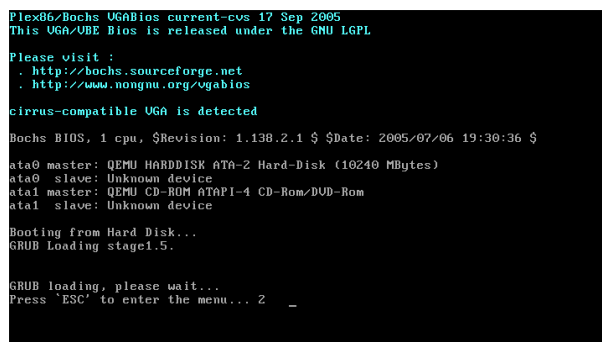 Plex86/Bochs VGABios current-cvs 17 Sep 2005
This VGA/VBE Bios is released under the GNU LGPL
Please visit :
. http://bochs.sourceforge.net
. http://www.nongnu.org/vgabios
cirrus-compatible VGA is detected
Bochs BIOS, 1 cpu, $Revision: 1.138.2.1 $ $Date: 2005/07/06 19:30:36 $
ata0 master: QEMU HARDDISK ATA-2 Hard-Disk (10240 MBytes)
ata0  slave: Unknown device
ata1 master: QEMU CD-ROM ATAPI-4 CD-Rom/DVD-Rom
ata1  slave: Unknown device
Booting from Hard Disk...
GRUB Loading stage1.5.
GRUB loading, please wait...
Press `ESC' to enter the menu... 2   _